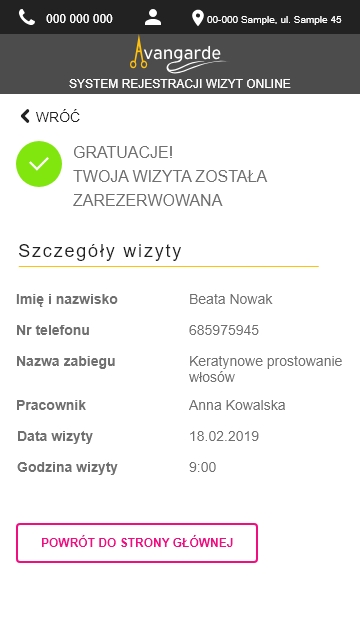 000 000 000
00-000 Sample, ul. Sample 45
Avangarde
SYSTEM REJESTRACJI WIZYT ONLINE
WRÓĆ
GRATUACJE!
TWOJA WIZYTA ZOSTAŁA
ZAREZERWOWANA
Szczegóły wizyty
Imię i nazwisko Beata Nowak
Nr telefonu 685975945
Nazwa zabiegu Keratynowe prostowanie
włosów
Pracownik Anna Kowalska
Data wizyty 18.02.2019
Godzina wizyty 9:00
POWRÓT DO STRONY GŁÓWNEJ